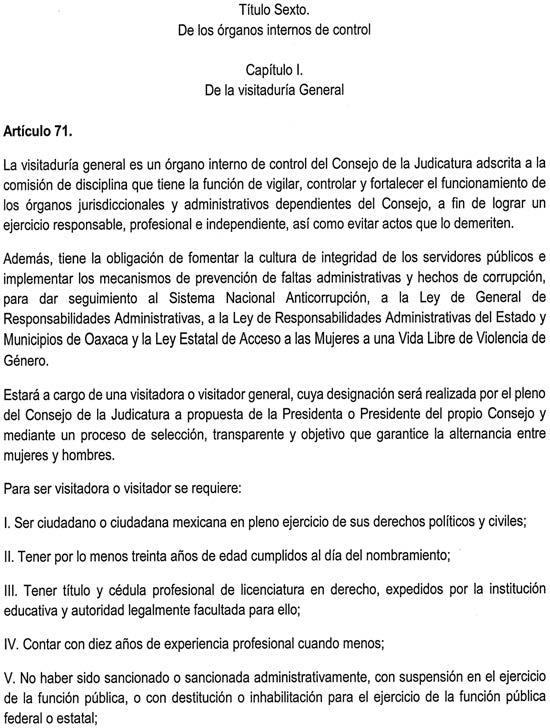 Título Sexto.
De los órganos internos de control
Capítulo I.
De la visitaduría General
Artículo 71.
La visitaduría general es un órgano interno de control del Consejo de la Judicatura adscrita a la
comisión de disciplina que tiene la función de vigilar, controlar y fortalecer el funcionamiento de
los órganos jurisdiccionales y administrativos dependientes del Consejo, a fin de lograr un
ejercicio responsable, profesional e independiente, así como evitar actos que lo demeriten.
Además, tiene la obligación de fomentar la cultura de integridad de los servidores públicos e
implementar los mecanismos de prevención de faltas administrativas y hechos de corrupción,
para dar seguimiento al Sistema Nacional Anticorrupción, a la Ley de General de
Responsabilidades Administrativas, a la Ley de Responsabilidades Administrativas del Estado y
Municipios de Oaxaca y la Ley Estatal de Acceso a las Mujeres a una Vida Libre de Violencia de
Género.
Estará a cargo de una visitadora o visitador general, cuya designación será realizada por el pleno
del Consejo de la Judicatura a propuesta de la Presidenta o Presidente del propio Consejo y
mediante un proceso de selección, transparente y objetivo que garantice la alternancia entre
mujeres y hombres.
Para ser visitadora o visitador se requiere:
I. Ser ciudadano o ciudadana mexicana en pleno ejercicio de sus derechos políticos y civiles;
II. Tener por lo menos treinta años de edad cumplidos al día del nombramiento;
III. Tener título y cédula profesional de licenciatura en derecho, expedidos por la institución
educativa y autoridad legalmente facultada para ello;
IV. Contar con diez años de experiencia profesional cuando menos;
V. No haber sido sancionado o sancionada administrativamente, con suspensión en el ejercicio
de la función pública, o con destitución o inhabilitación para el ejercicio de la función pública
federal o estatal;